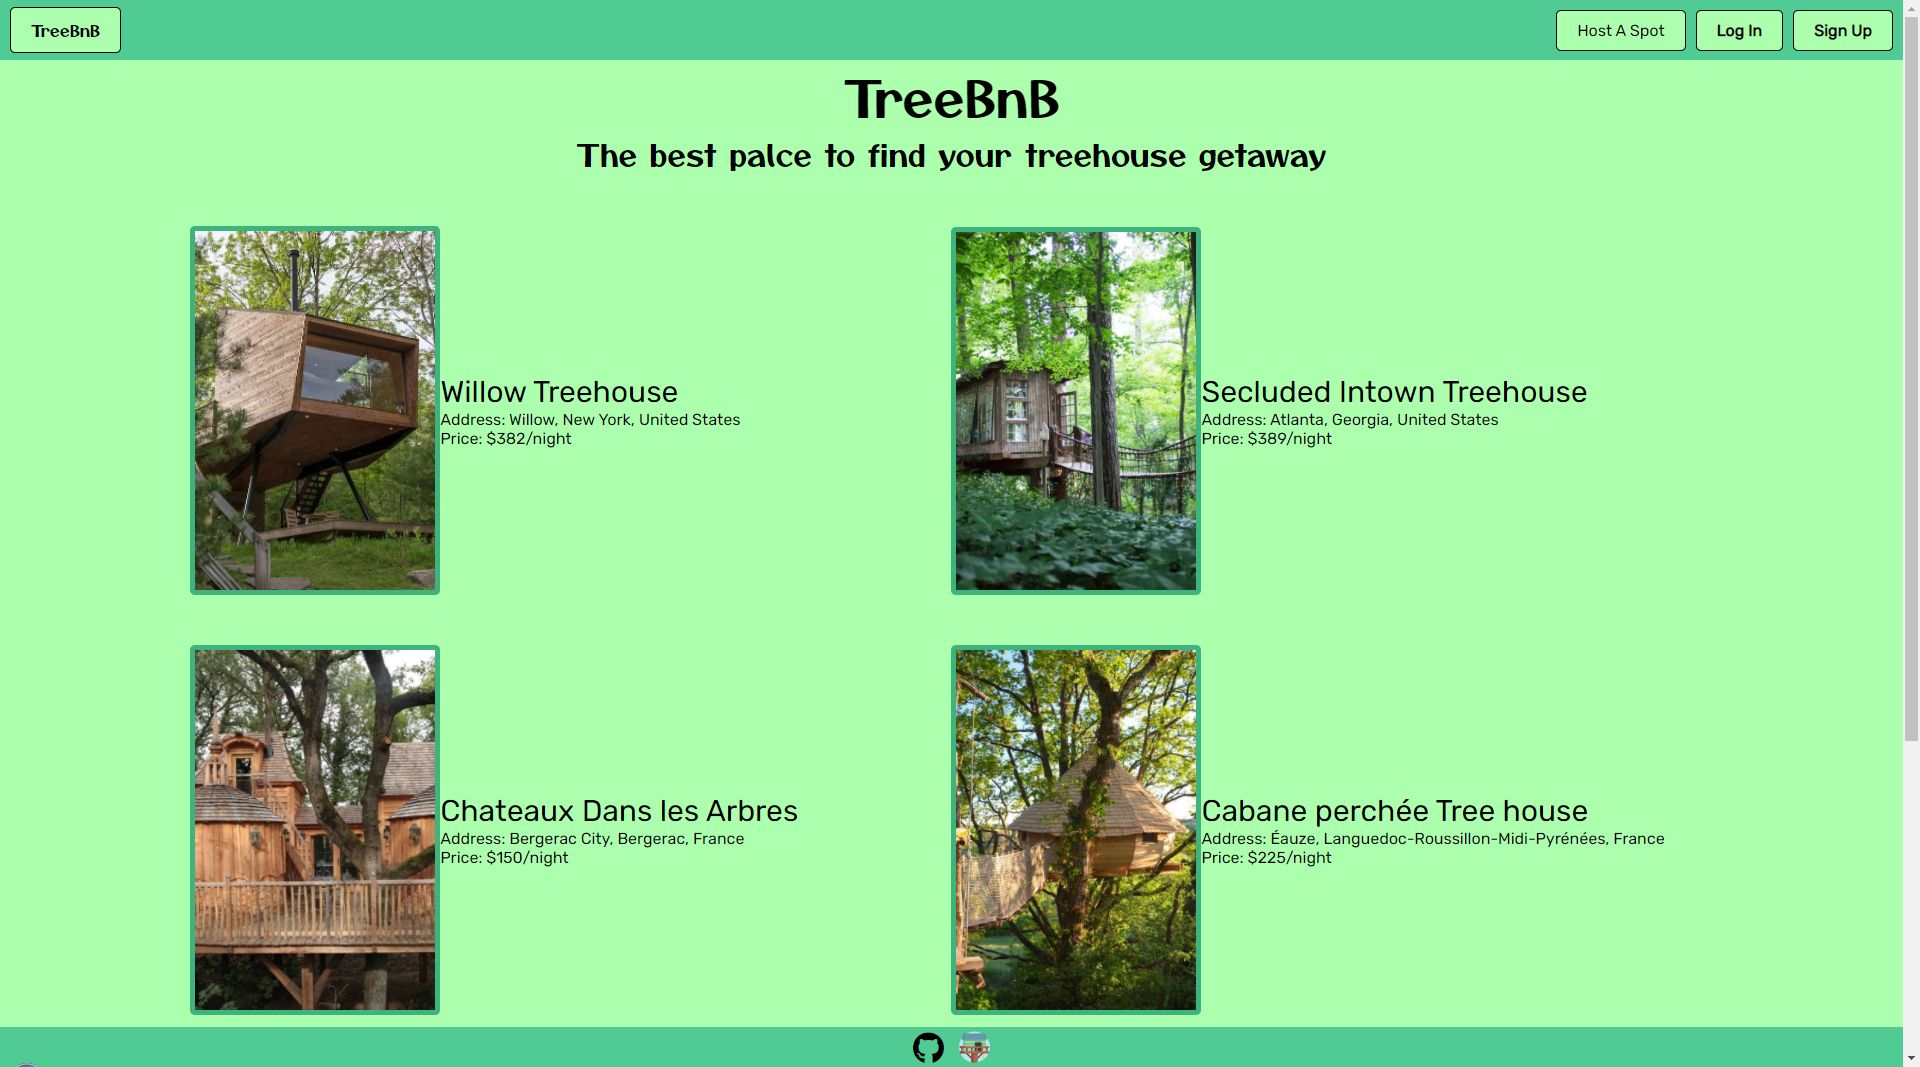 TreeBnB
Host A Spot
Log In
Sign Up
TreeBnB
The best palce to find your treehouse getaway
Willow Treehouse
Address: Willow, New York, United States
Price: $382/night
Secluded Intown Treehouse
Address: Atlanta, Georgia, United States
Price: $389/night
Chateaux Dans les Arbres
Address: Bergerac City, Bergerac, France
Price: $150/night
Cabane perchée Tree house
Address: Éauze, Languedoc-Roussillon-Midi-Pyrénées, France
Price: $225/night